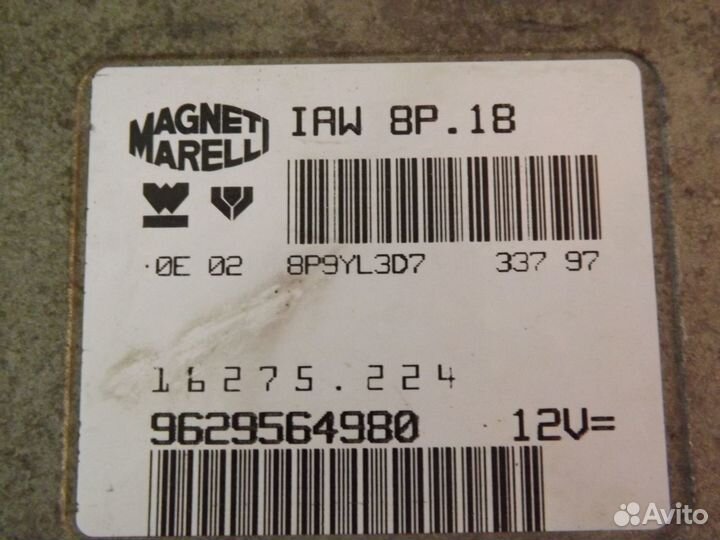 MAGNETI MARELLI
IAW 8P.18
0E 02 8P9YL3D7 337 97
16275.224
9629564980 12V=
Avito